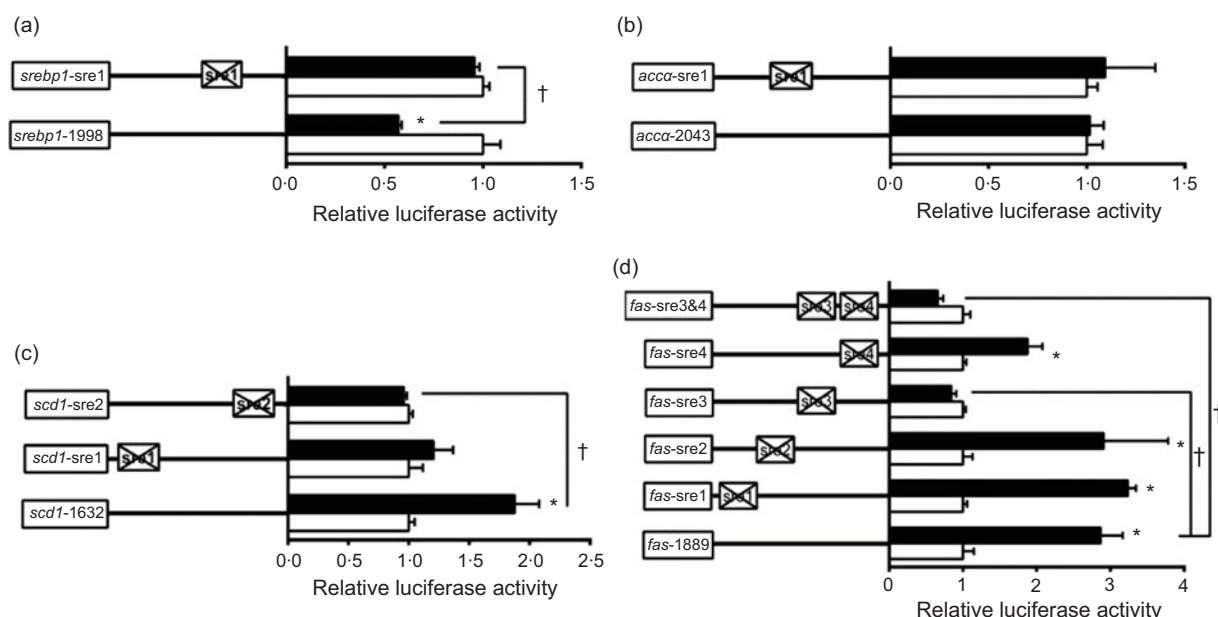 (a)
srebp1-sre1
sre1
†
srebp1-1998
*
0·0 0·5 1·0 1·5
Relative luciferase activity
(b)
accα-sre1
sre1
accα-2043
0·0 0·5 1·0 1·5
Relative luciferase activity
(c)
scd1-sre2
sre2
scd1-sre1
sre1
†
scd1-1632
*
0·0 0·5 1·0 1·5 2·0 2·5
Relative luciferase activity
(d)
fas-sre3&4
sre3 sre4
fas-sre4
sre4
*
†
fas-sre3
sre3
fas-sre2
sre2
*
†
fas-sre1
sre1
*
fas-1889
*
0 1 2 3 4
Relative luciferase activity